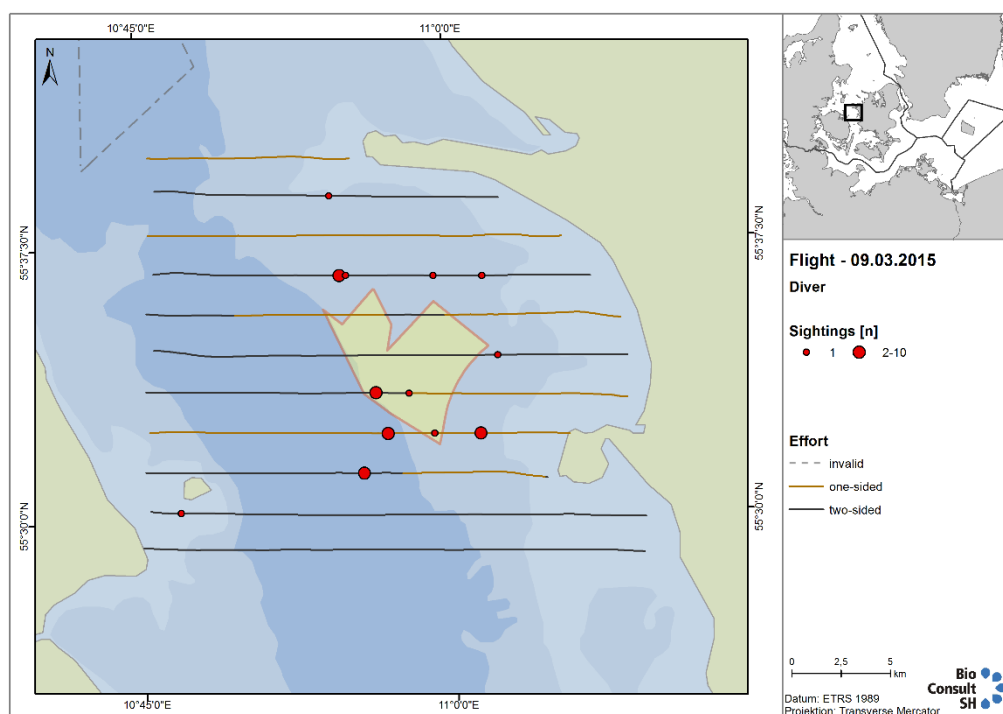 10°45'0"E
11°0'0"E
N
55°37'30"N
55°37'30"N
55°30'0"N
55°30'0"N
10°45'0"E
11°0'0"E
Flight - 09.03.2015
Diver
Sightings [n]
1
2-10
Effort
invalid
one-sided
two-sided
0
2,5
5
km
Datum: ETRS 1989
Projektion: Transverse Mercator
Bio
Consult
SH